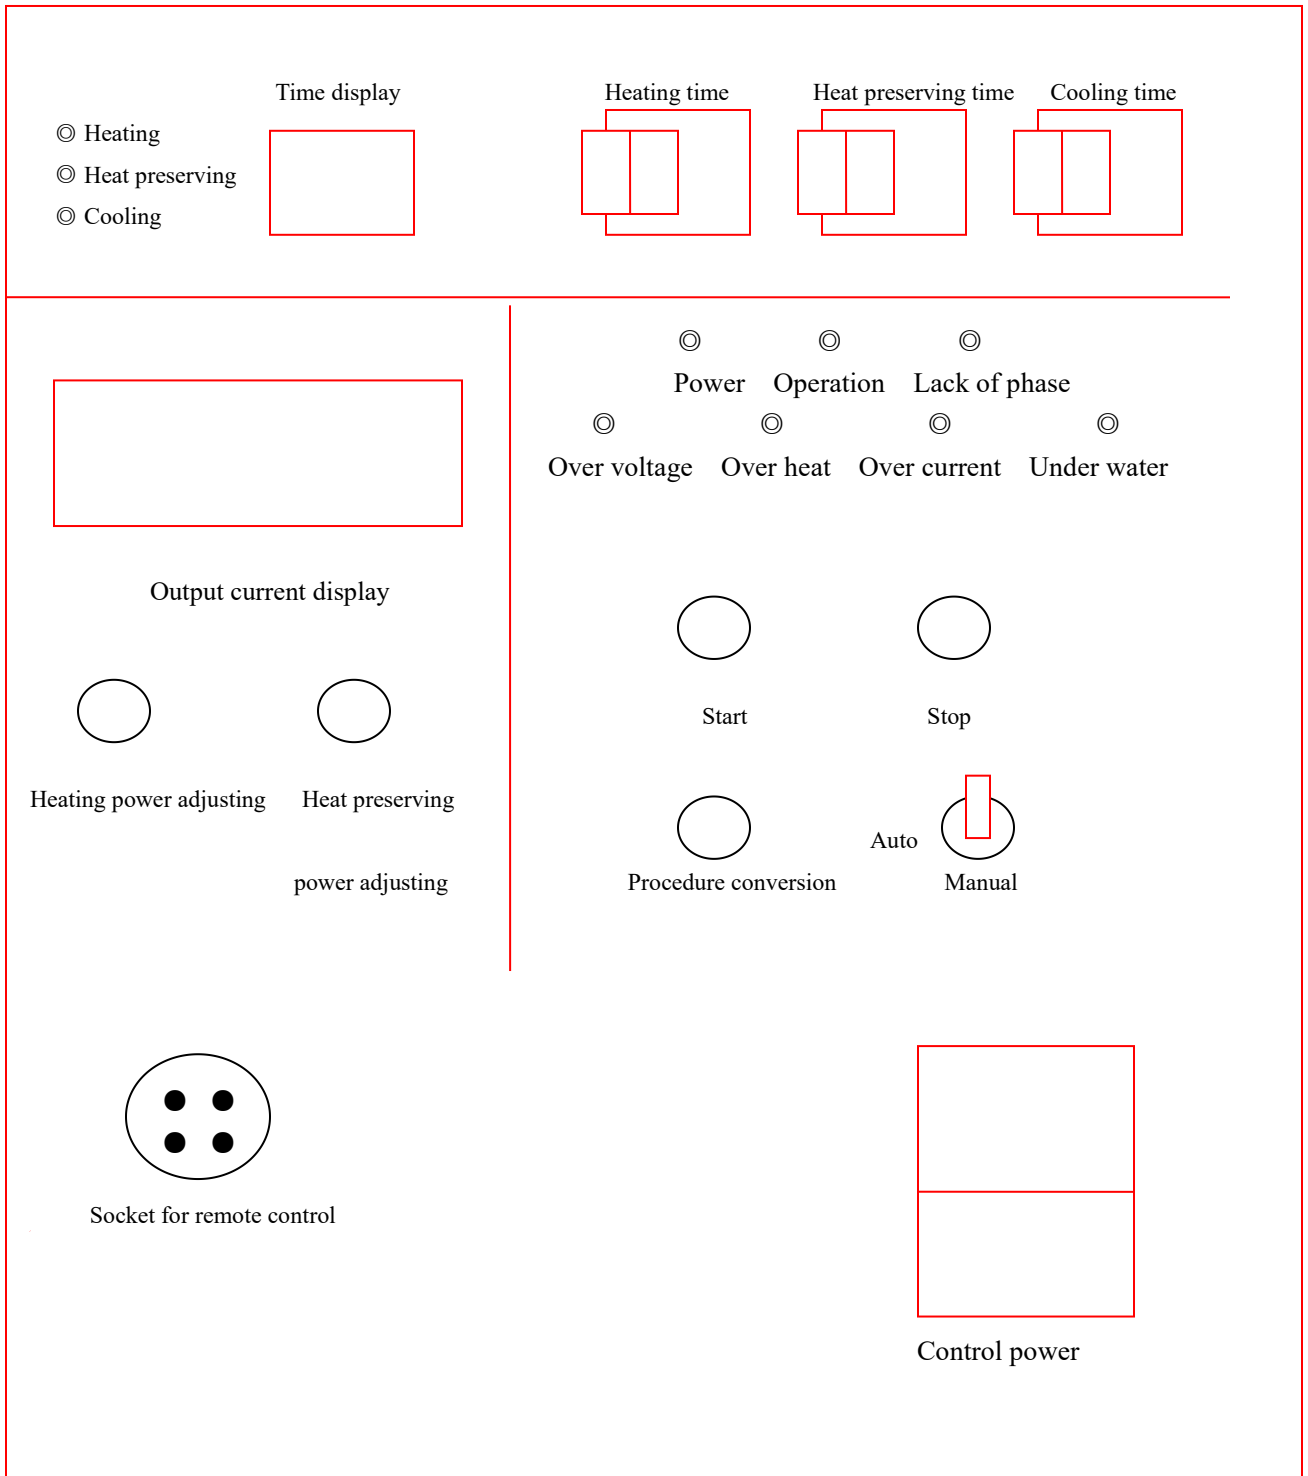 Time display
Heating time
Heat preserving time
Cooling time
◎ Heating
◎ Heat preserving
◎ Cooling
◎ ◎ ◎
Power Operation Lack of phase
◎ ◎ ◎ ◎
Over voltage Over heat Over current Under water
Output current display
Start Stop
Heating power adjusting Heat preserving
power adjusting
Auto
Procedure conversion Manual
Socket for remote control
Control power